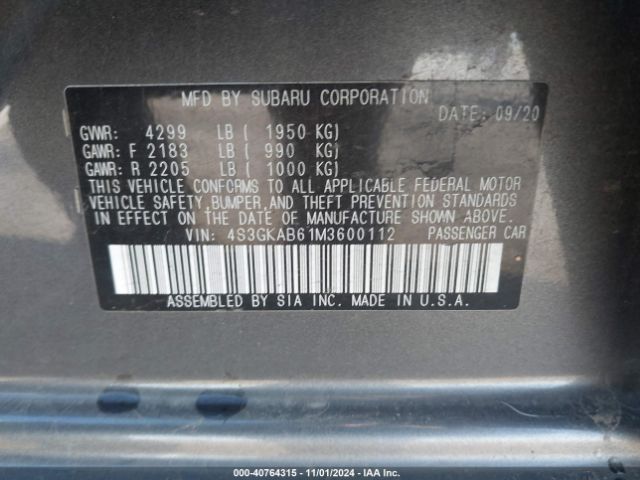 MFD BY SUBARU CORPORATION
DATE: 09/20
GVWR: 4299 LB ( 1950 KG)
GAWR: F 2183 LB ( 990 KG)
GAWR: R 2205 LB ( 1000 KG)
THIS VEHICLE CONFORMS TO ALL APPLICABLE FEDERAL MOTOR
VEHICLE SAFETY, BUMPER, AND THEFT PREVENTION STANDARDS
IN EFFECT ON THE DATE OF MANUFACTURE SHOWN ABOVE.
VIN: 4S3GKAB61M3600112 PASSENGER CAR
ASSEMBLED BY SIA INC. MADE IN U.S.A.
000-40764315 - 11/01/2024 - IAA Inc.